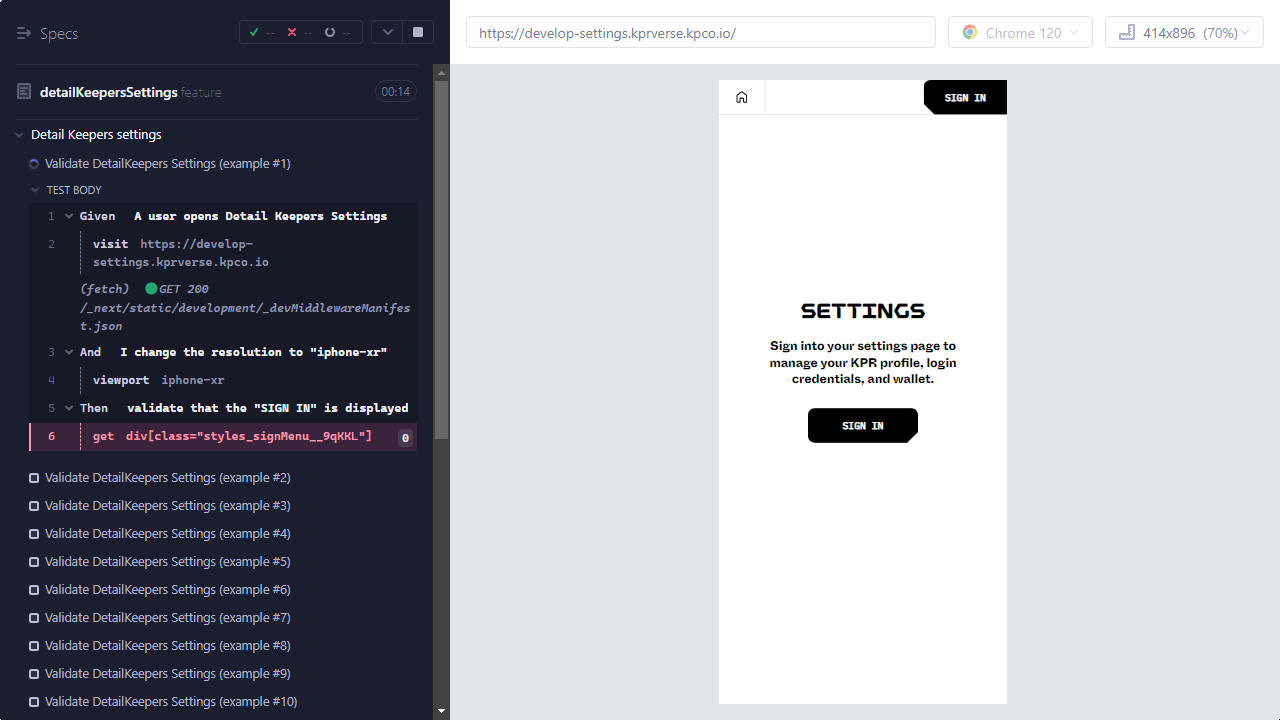 Specs
-- -- --
detailKeepersSettings feature 00:14
Detail Keepers settings
Validate DetailKeepers Settings (example #1)
TEST BODY
1 Given A user opens Detail Keepers Settings
2 visit https://develop-
settings.kprverse.kpco.io
(fetch) GET 200
/_next/static/development/_devMiddlewareManifes
t.json
3 And I change the resolution to "iphone-xr"
4 viewport iphone-xr
5 Then validate that the "SIGN IN" is displayed
6 get div[class="styles_signMenu__9qKKL"] 0
Validate DetailKeepers Settings (example #2)
Validate DetailKeepers Settings (example #3)
Validate DetailKeepers Settings (example #4)
Validate DetailKeepers Settings (example #5)
Validate DetailKeepers Settings (example #6)
Validate DetailKeepers Settings (example #7)
Validate DetailKeepers Settings (example #8)
Validate DetailKeepers Settings (example #9)
Validate DetailKeepers Settings (example #10)
https://develop-settings.kprverse.kpco.io/
Chrome 120
414x896 (70%)
SIGN IN
SETTINGS
Sign into your settings page to
manage your KPR profile, login
credentials, and wallet.
SIGN IN